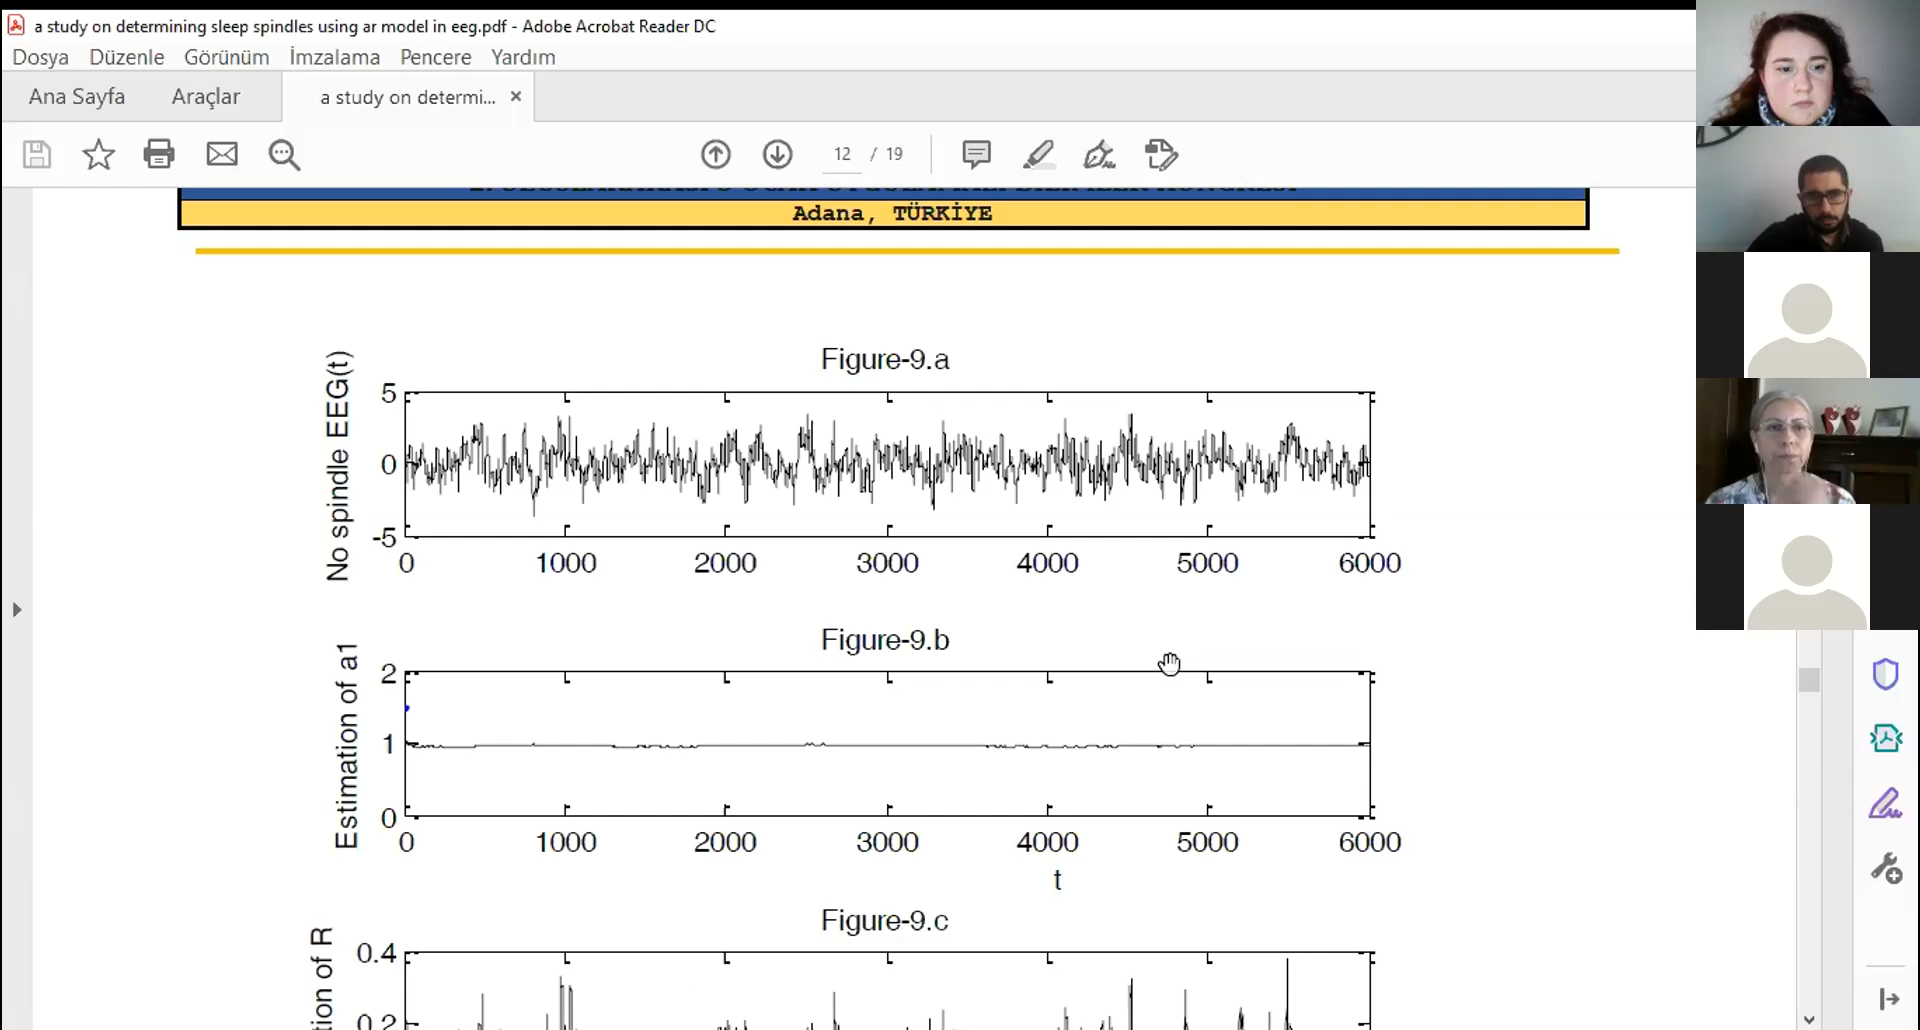 a study on determining sleep spindles using ar model in eeg.pdf - Adobe Acrobat Reader DC
Dosya Düzenle Görünüm İmzalama Pencere Yardım
Ana Sayfa Araçlar a study on determi... ×
12 / 19
Adana, TÜRKİYE
Figure-9.a
No spindle EEG(t)
5
0
-5
0 1000 2000 3000 4000 5000 6000
Figure-9.b
Estimation of a1
2
1
0
0 1000 2000 3000 4000 5000 6000
t
Figure-9.c
tion of R
0.4
0.2